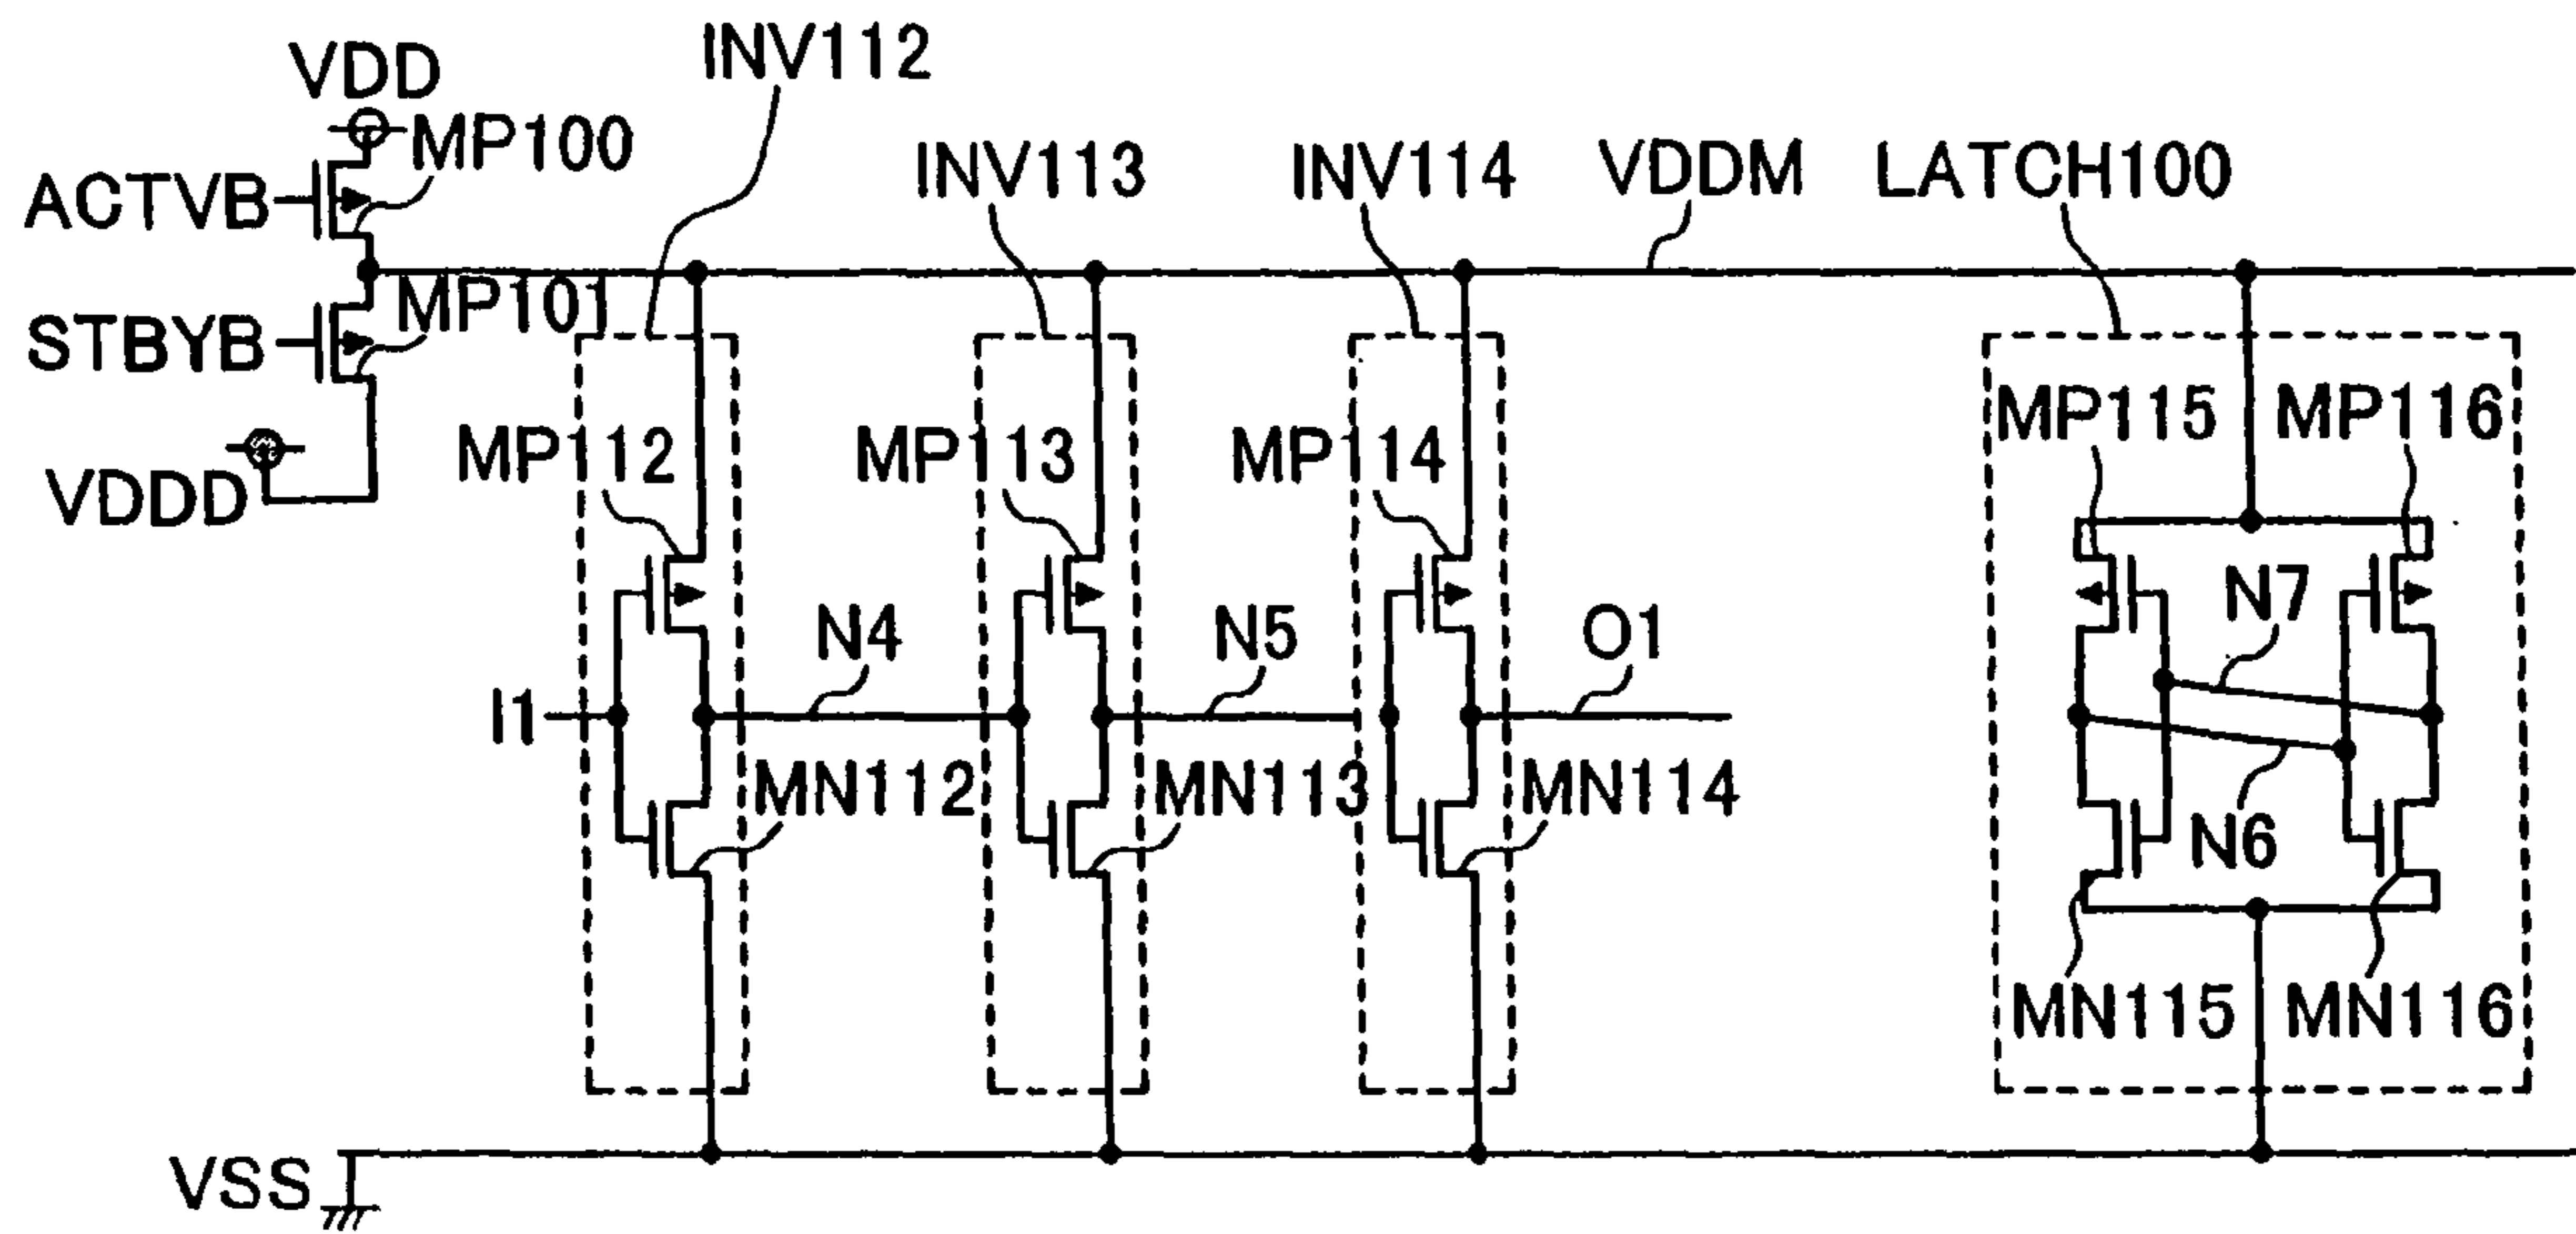 INV112
VDD
MP100
INV113
INV114
VDDM
LATCH100
ACTVB
MP101
STBYB
MP115
MP116
MP112
MP113
MP114
VDDD
N7
N4
N5
O1
I1
MN112
MN113
MN114
N6
MN115
MN116
VSS